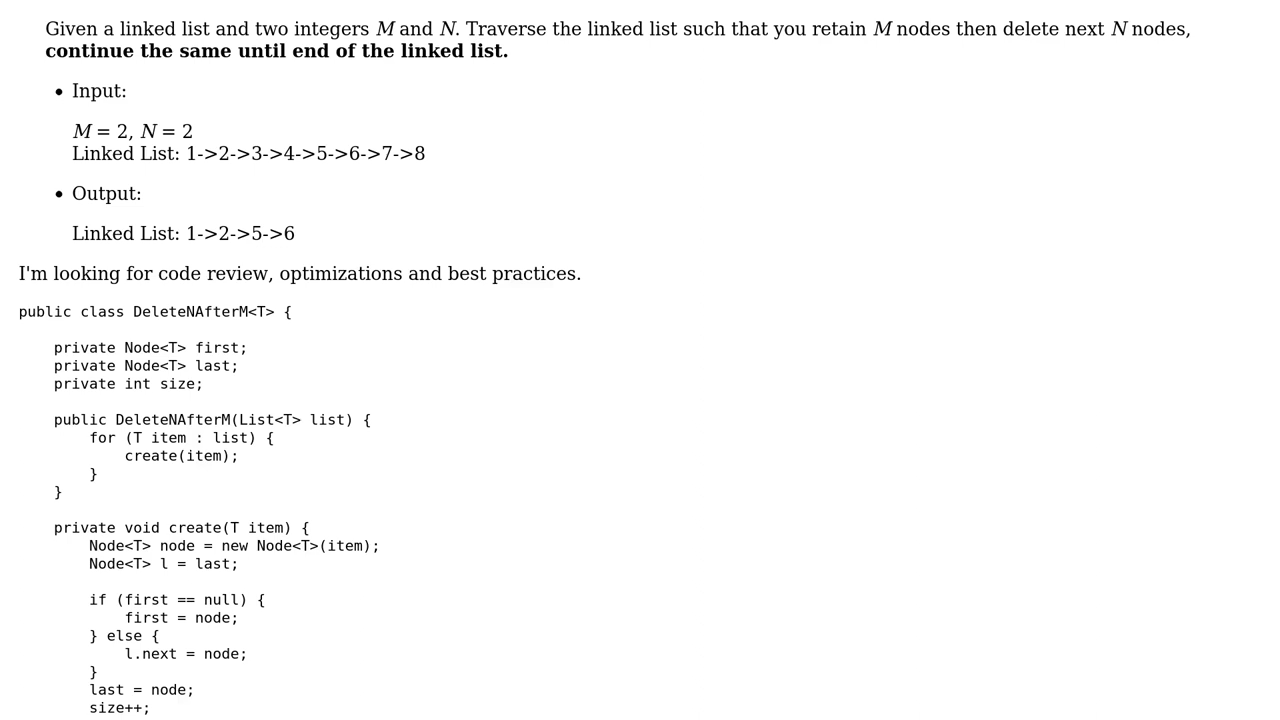 Given a linked list and two integers M and N. Traverse the linked list such that you retain M nodes then delete next N nodes,
continue the same until end of the linked list.
• Input:
M = 2, N = 2
Linked List: 1->2->3->4->5->6->7->8
• Output:
Linked List: 1->2->5->6
I'm looking for code review, optimizations and best practices.
public class DeleteNAfterM<T> {
    private Node<T> first;
    private Node<T> last;
    private int size;
    public DeleteNAfterM(List<T> list) {
        for (T item : list) {
            create(item);
        }
    }
    private void create(T item) {
        Node<T> node = new Node<T>(item);
        Node<T> l = last;
        if (first == null) {
            first = node;
        } else {
            l.next = node;
        }
        last = node;
        size++;